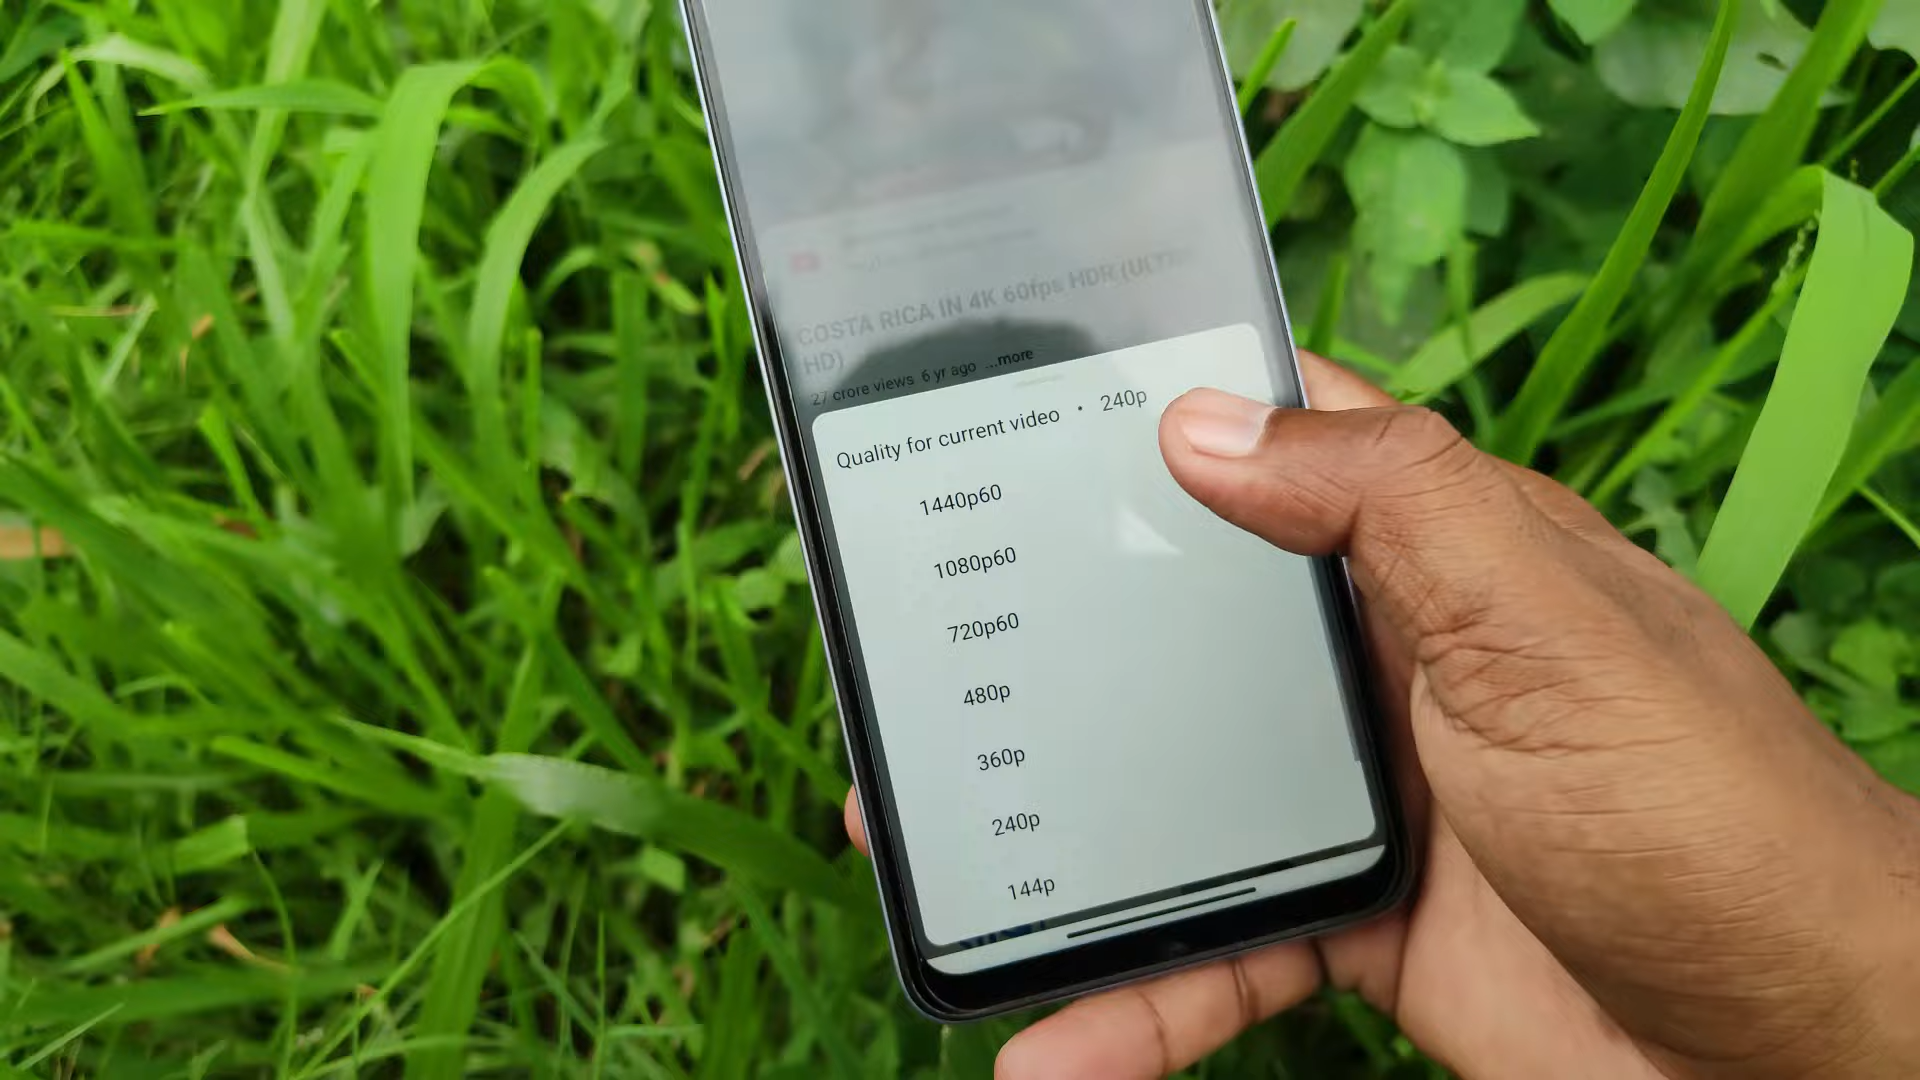 COSTA RICA IN 4K 60fps HDR (ULTRA
HD)
27 crore views 6 yr ago ...more
Quality for current video • 240p
1440p60
1080p60
720p60
480p
360p
240p
144p